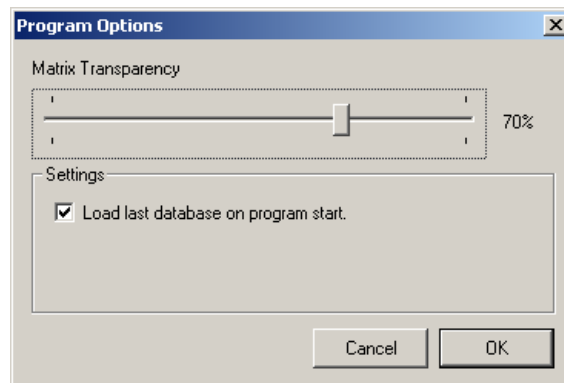 Program Options
Matrix Transparency
70%
Settings
Load last database on program start.
Cancel
OK